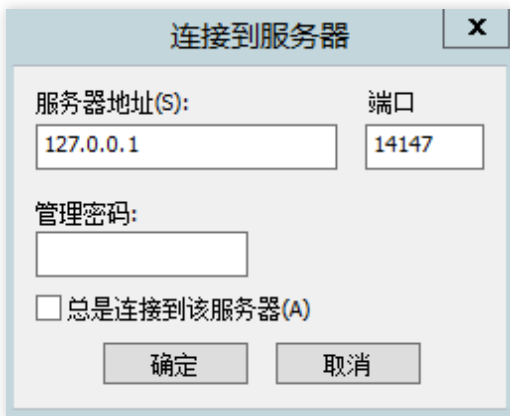 连接到服务器
x
服务器地址(S): 端口
127.0.0.1 14147
管理密码:
总是连接到该服务器(A)
确定 取消